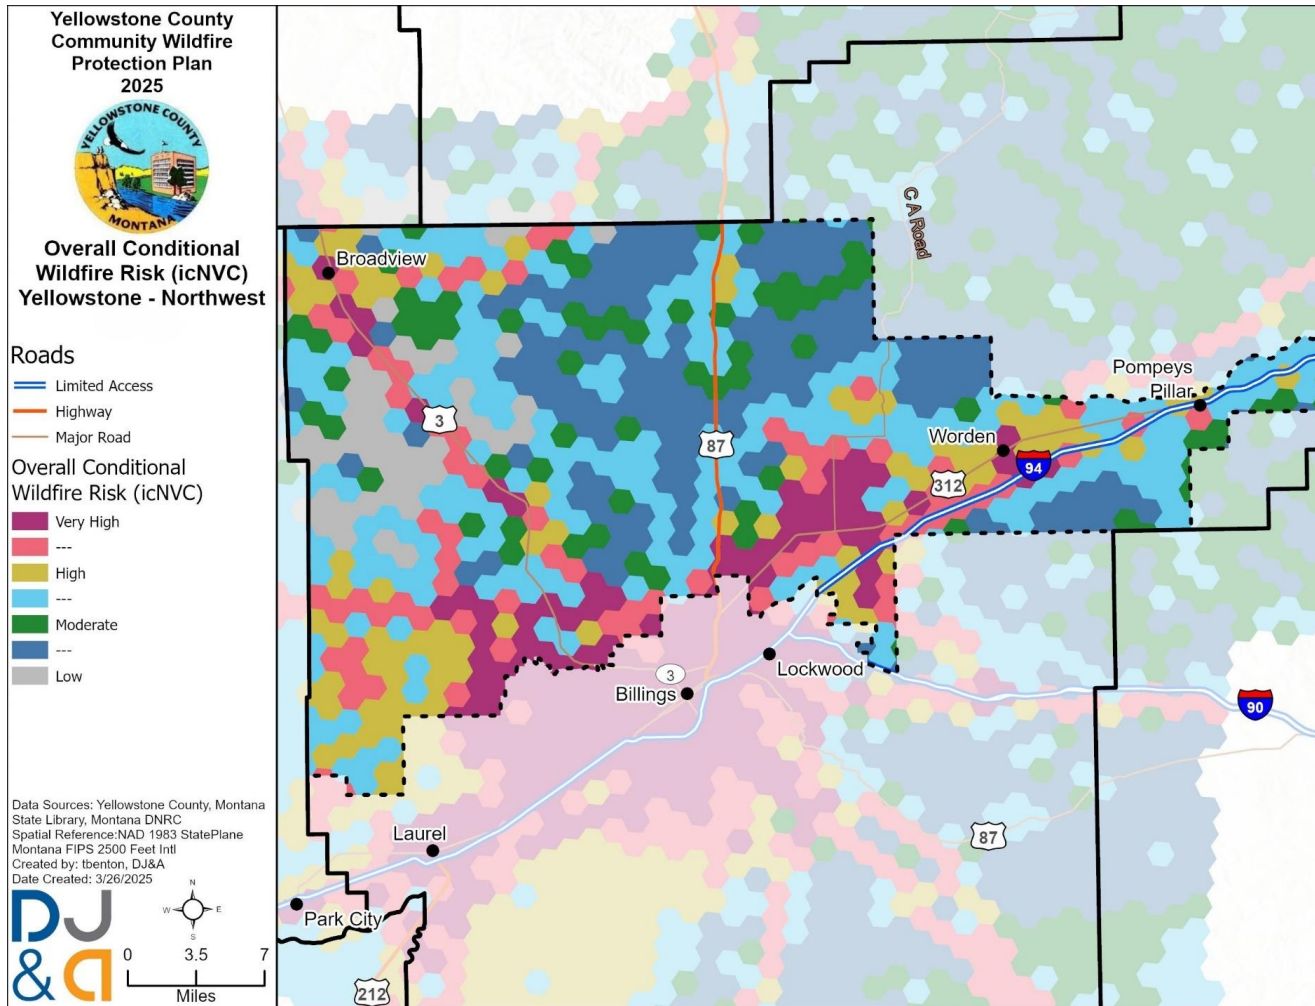 Yellowstone County
Community Wildfire
Protection Plan
2025
YELLOWSTONE COUNTY
MONTANA
Overall Conditional
Wildfire Risk (icNVC)
Yellowstone - Northwest
Roads
Limited Access
Highway
Major Road
Overall Conditional
Wildfire Risk (icNVC)
Very High
---
High
---
Moderate
---
Low
Data Sources: Yellowstone County, Montana
State Library, Montana DNRC
Spatial Reference:NAD 1983 StatePlane
Montana FIPS 2500 Feet Intl
Created by: tbenton, DJ&A
Date Created: 3/26/2025
DJ
&a
N
W E
S
0 3.5 7
Miles
C A Road
Broadview
3
87
Pompeys
Pillar
Worden
312
94
Lockwood
3
Billings
90
87
Laurel
Park City
212